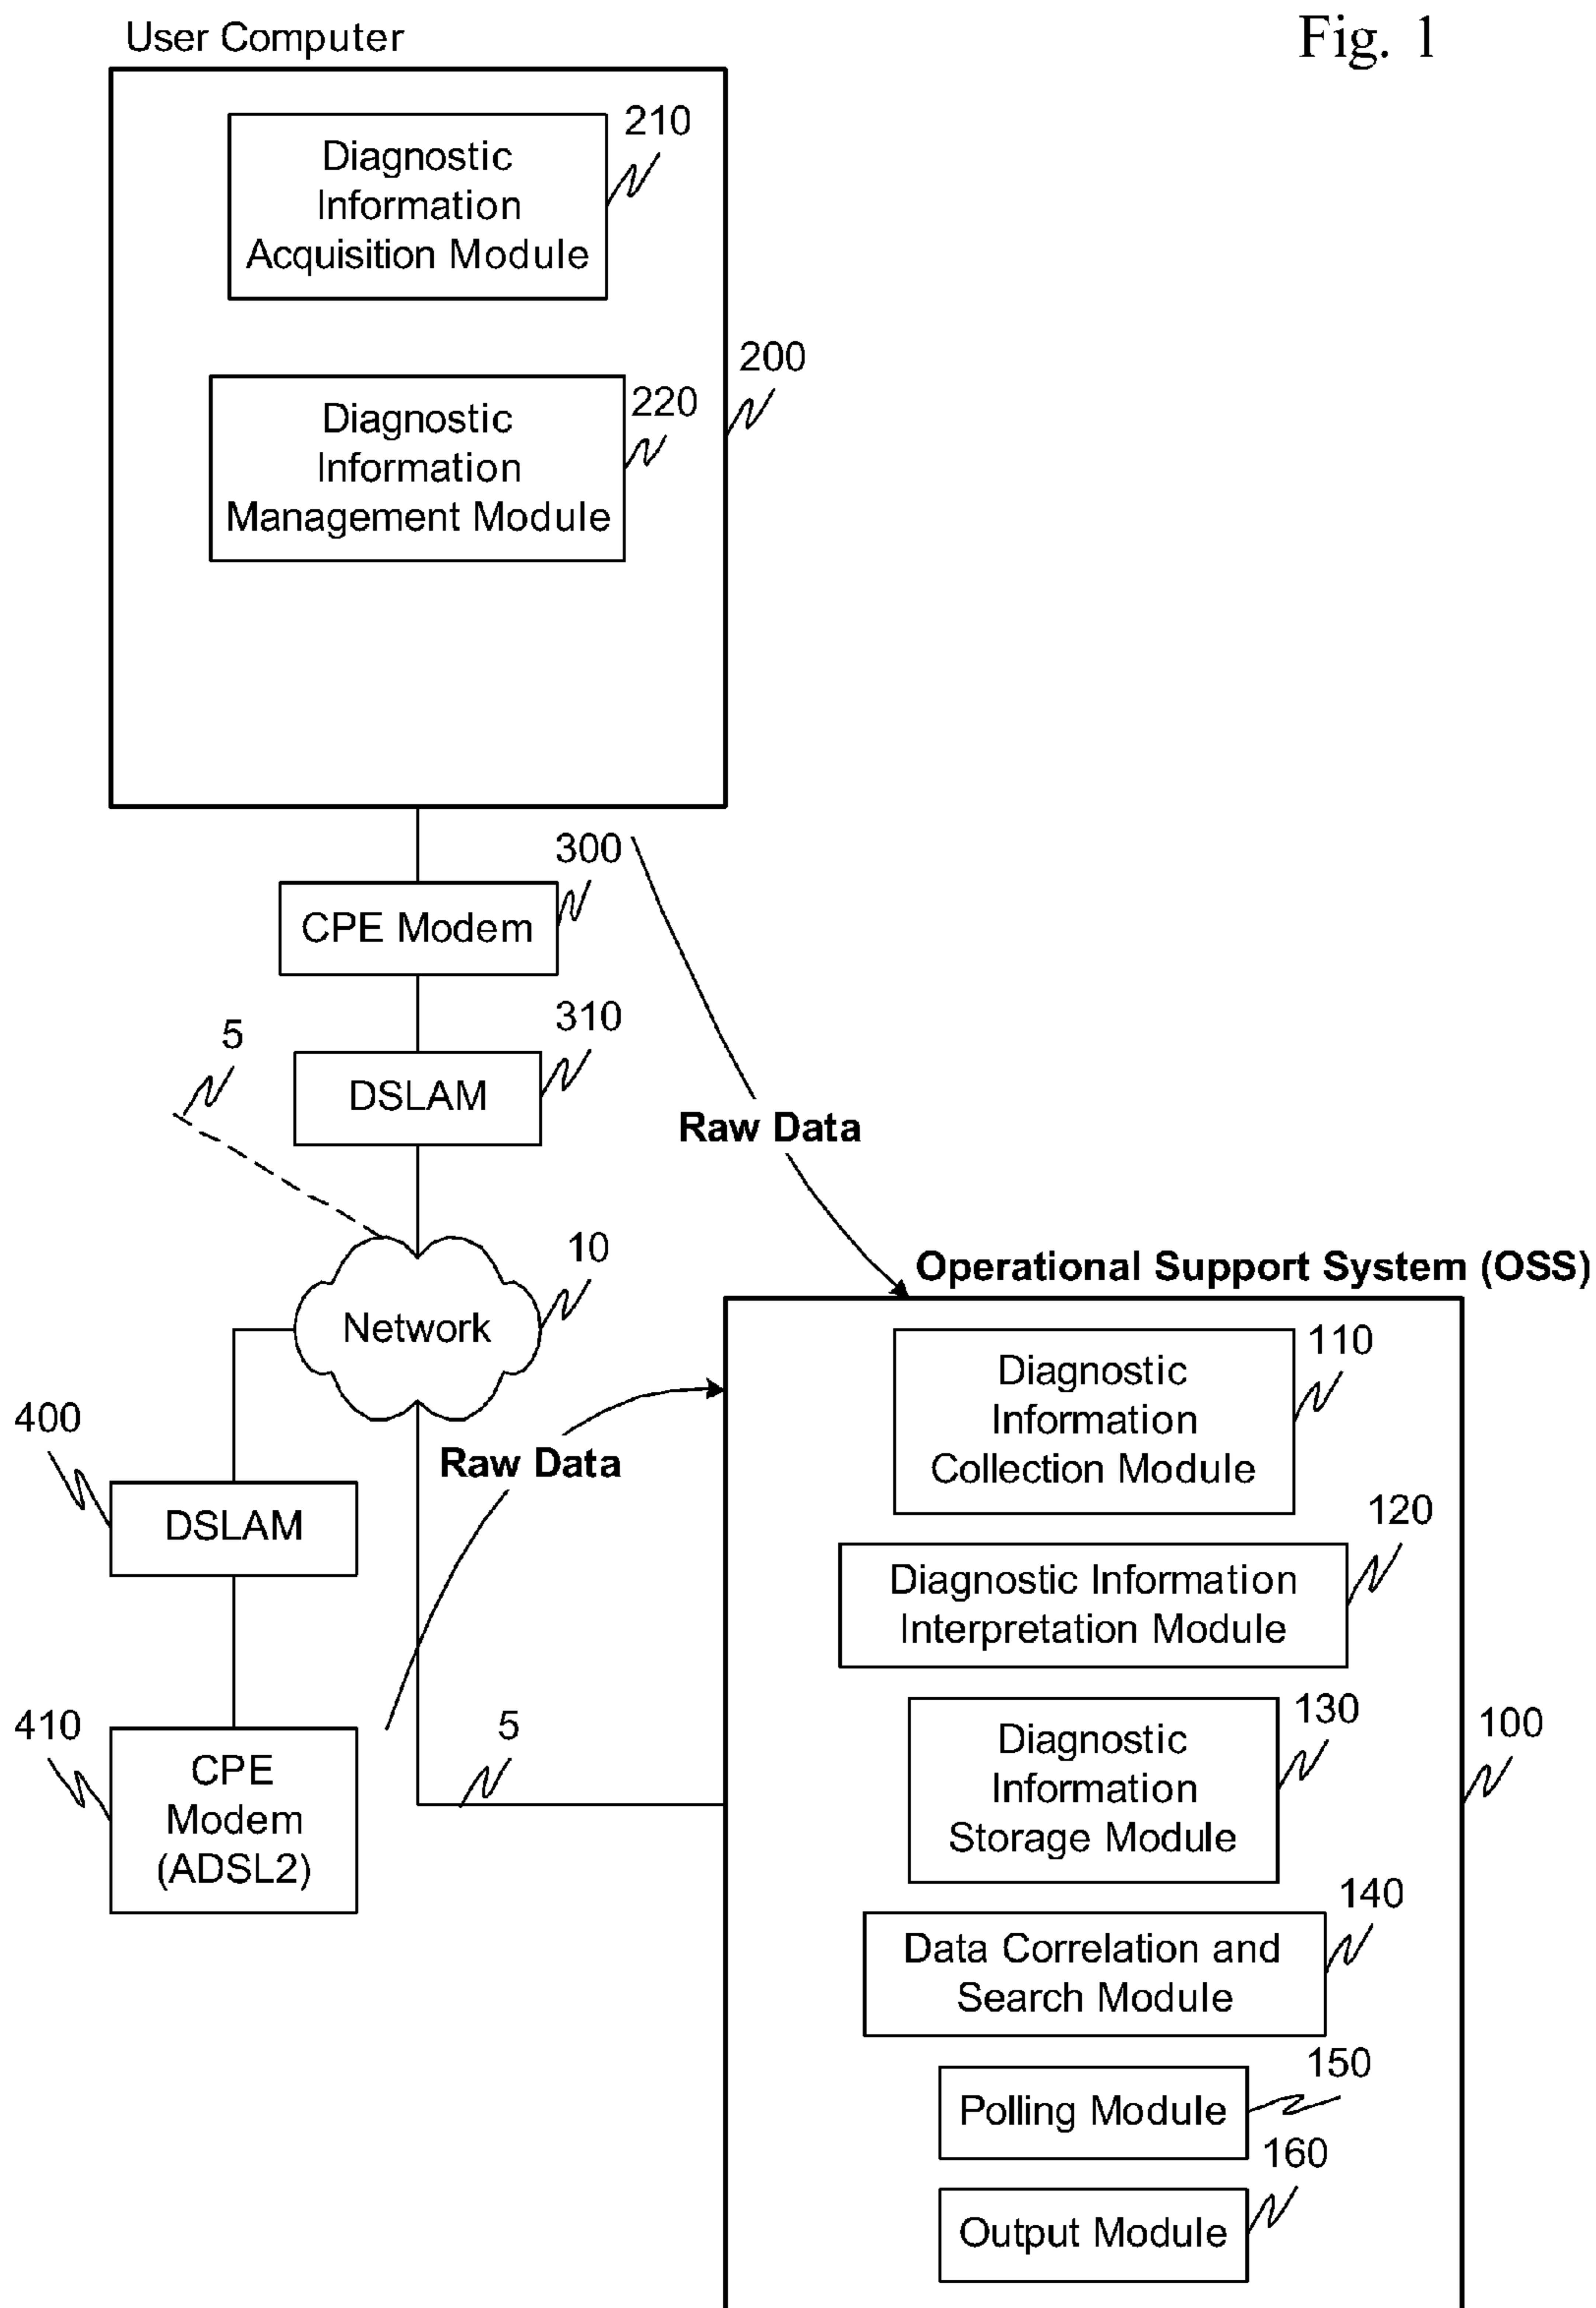 Fig. 1
User Computer
210
Diagnostic
Information
Acquisition Module
200
220
Diagnostic
Information
Management Module
300
CPE Modem
310
5
DSLAM
Raw Data
10
Network
Operational Support System (OSS)
110
Diagnostic
Information
Collection Module
400
Raw Data
DSLAM
120
Diagnostic Information
Interpretation Module
130
100
410
5
Diagnostic
Information
Storage Module
CPE
Modem
(ADSL2)
140
Data Correlation and
Search Module
150
Polling Module
160
Output Module